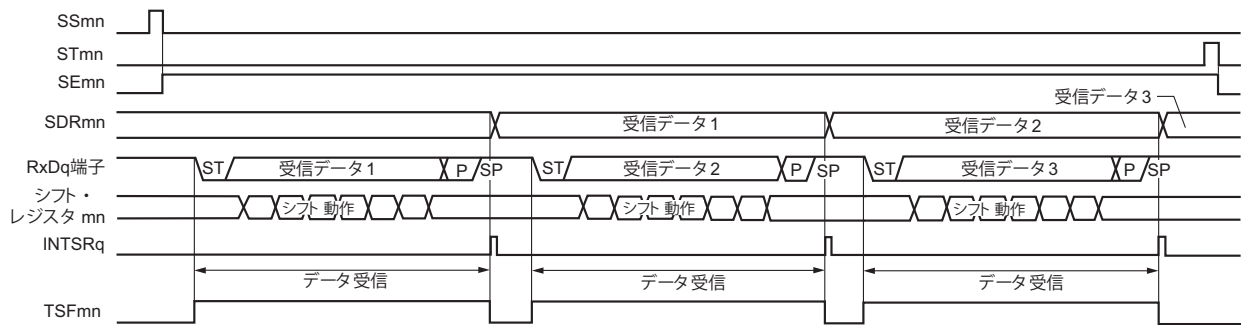 SSmn
STmn
SEmn
受信データ3
SDRmn 受信データ1 受信データ2
RxDq端子 ST 受信データ1 P SP ST 受信データ2 P SP ST 受信データ3 P SP
シフト・
レジスタ mn シフト 動作 シフト 動作 シフト 動作
INTSRq
データ受信 データ受信 データ受信
TSFmn